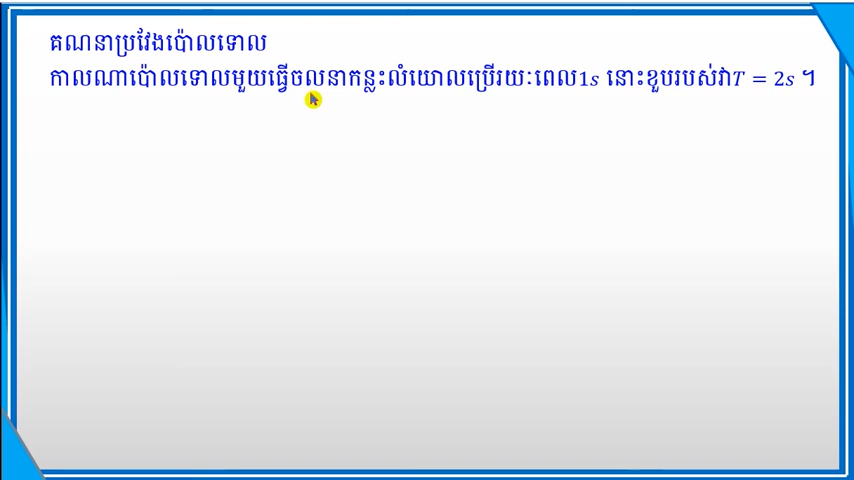 គណនាប្រវែងប៉ោលទោល
កាលណាប៉ោលទោលមួយធ្វើចលនាកន្លះលំយោលប្រើរយៈពេល1s នោះខួបរបស់វាT = 2s ។